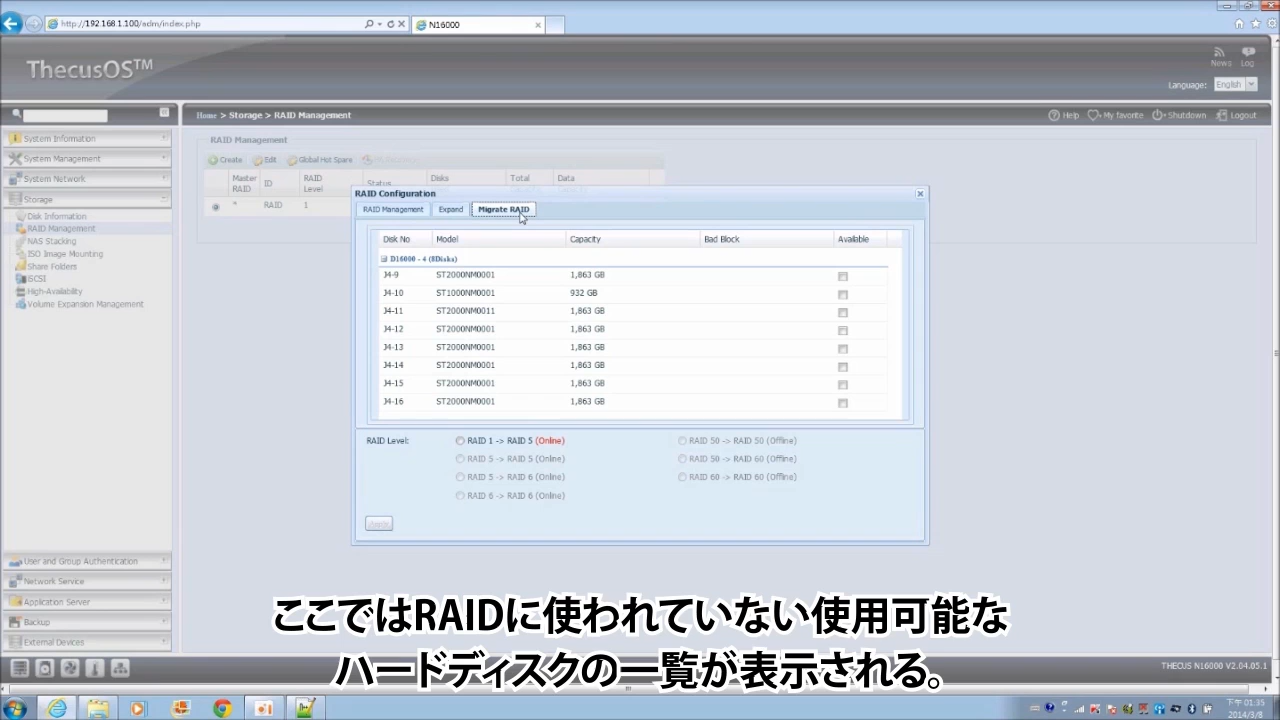 http://192.168.1.100/adm/index.php
N16000
ThecusOS™
News
Log
Language:
English
Home > Storage > RAID Management
Help
My favorite
Shutdown
Logout
System Information
System Management
System Network
Storage
Disk Information
RAID Management
NAS Stacking
ISO Image Mounting
Share Folders
iSCSI
High-Availability
Volume Expansion Management
User and Group Authentication
Network Service
Application Server
Backup
External Devices
RAID Management
Create Edit Global Hot Spare
Master RAID ID RAID Level Status Disks Total Data
* RAID 1
RAID Configuration
RAID Management Expand Migrate RAID
Disk No Model Capacity Bad Block Available
D16000 - 4 (8Disks)
J4-9 ST2000NM0001 1,863 GB
J4-10 ST1000NM0001 932 GB
J4-11 ST2000NM0011 1,863 GB
J4-12 ST2000NM0001 1,863 GB
J4-13 ST2000NM0001 1,863 GB
J4-14 ST2000NM0001 1,863 GB
J4-15 ST2000NM0001 1,863 GB
J4-16 ST2000NM0001 1,863 GB
RAID Level: RAID 1 -> RAID 5 (Online) RAID 50 -> RAID 50 (Offline)
RAID 5 -> RAID 5 (Online) RAID 50 -> RAID 60 (Offline)
RAID 5 -> RAID 6 (Online) RAID 60 -> RAID 60 (Offline)
RAID 6 -> RAID 6 (Online)
ここではRAIDに使われていない使用可能な
ハードディスクの一覧が表示される。
THECUS N16000 V2.04.05.1
下午 01:35
2014/3/8